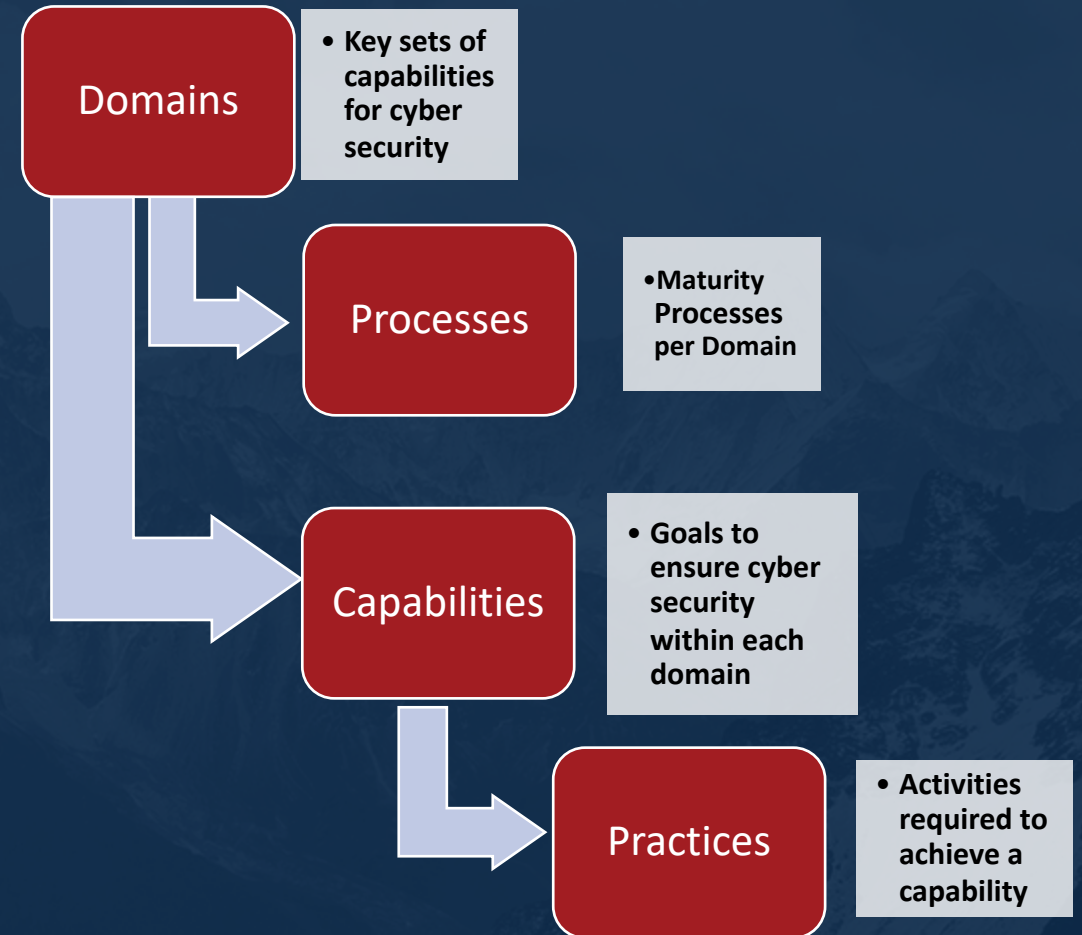 Domains
• Key sets of
capabilities
for cyber
security
Processes
•Maturity
Processes
per Domain
Capabilities
• Goals to
ensure cyber
security
within each
domain
Practices
• Activities
required to
achieve a
capability